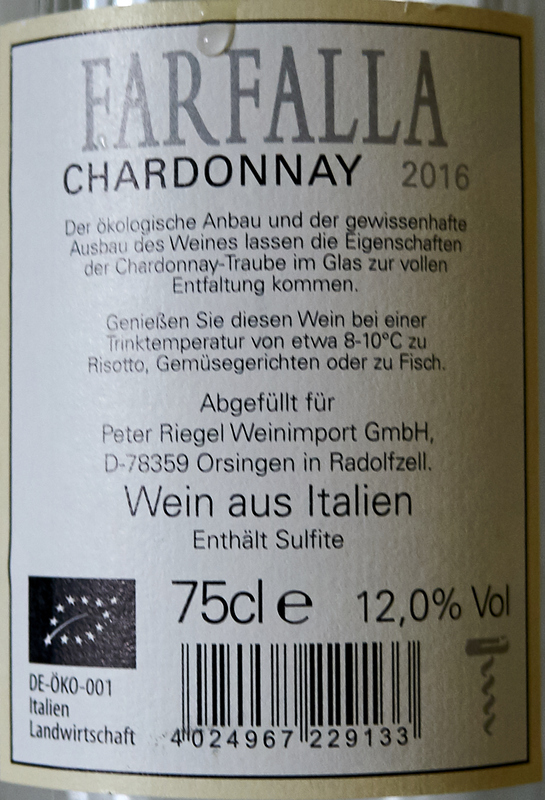 FARFALLA
CHARDONNAY 2016
Der ökologische Anbau und der gewissenhafte
Ausbau des Weines lassen die Eigenschaften
der Chardonnay-Traube im Glas zur vollen
Entfaltung kommen.
Genießen Sie diesen Wein bei einer
Trinktemperatur von etwa 8-10°C zu
Risotto, Gemüsegerichten oder zu Fisch.
Abgefüllt für
Peter Riegel Weinimport GmbH,
D-78359 Orsingen in Radolfzell.
Wein aus Italien
Enthält Sulfite
75cl e 12,0% Vol
DE-ÖKO-001
Italien
Landwirtschaft
4 024967 229133